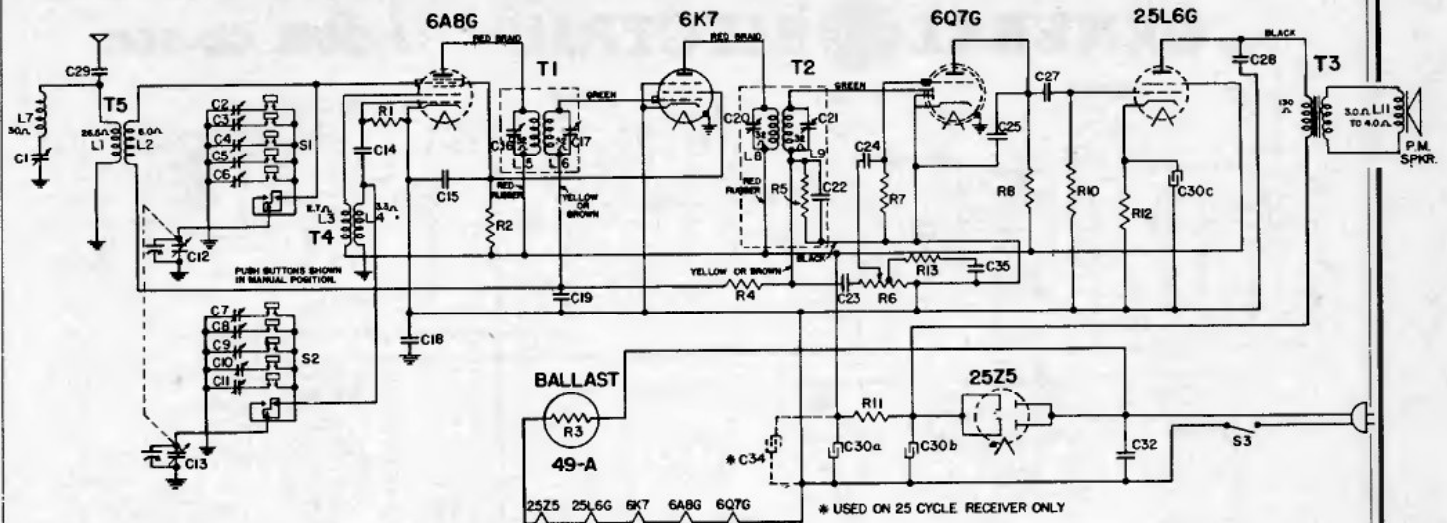 6A8G
6K7
6Q7G
25L6G
RED BRAID
RED BRAID
BLACK
C29
T5
L7
30Ω
C1
26.5Ω
L1
6.0Ω
L2
C2
C3
C4
C5
C6
S1
R1
C14
C15
T1
GREEN
C16
C17
L5
L6
RED RUBBER
YELLOW OR BROWN
T2
GREEN
C20
C21
L8
L9
RED RUBBER
R5
C22
BLACK
C24
R7
C25
C27
R8
R10
R12
C30c
C28
T3
130 Ω
3.0Ω L11
TO 4.0Ω
P.M. SPKR.
C12
L3
L4
T4
R2
PUSH BUTTONS SHOWN
IN MANUAL POSITION.
YELLOW OR BROWN
R4
C23
R6
R13
C35
C19
C18
C7
C8
C9
C10
C11
S2
C13
BALLAST
R3
49-A
25Z5
R11
*C34
C30a
C30b
C32
S3
25Z5 25L6G 6K7 6A8G 6Q7G
* USED ON 25 CYCLE RECEIVER ONLY